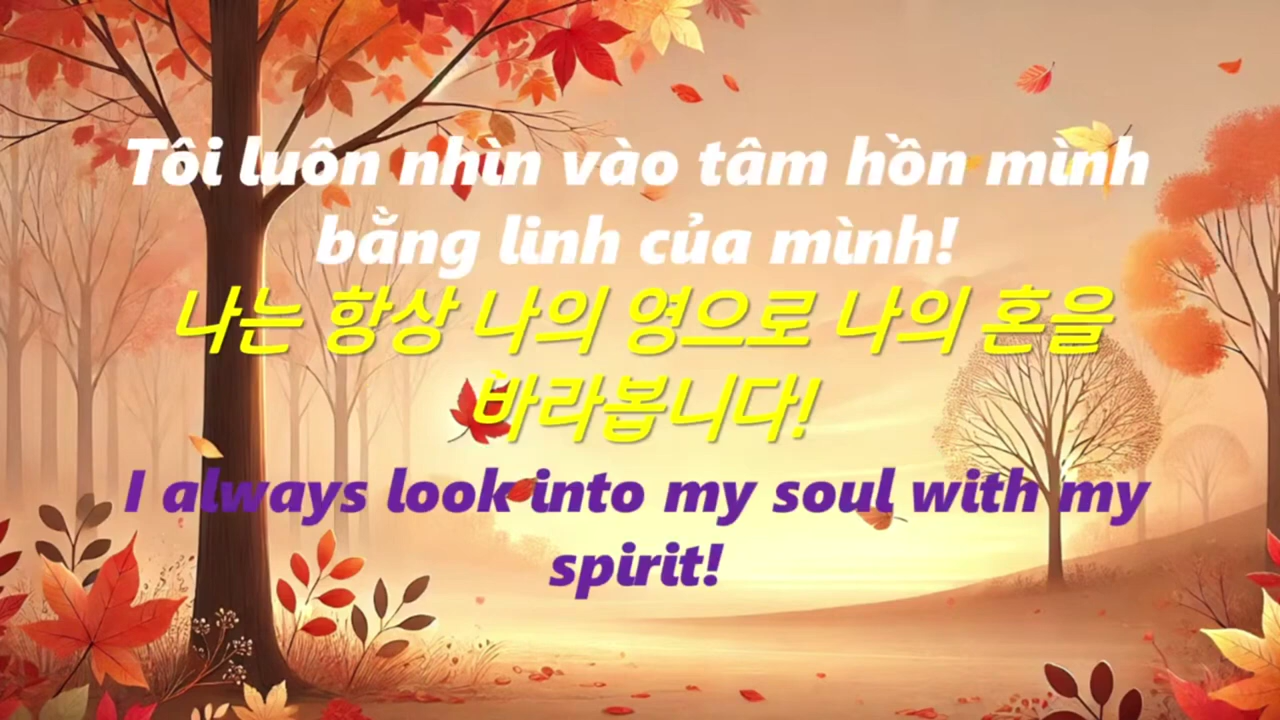 Tôi luôn nhìn vào tâm hồn mình
bằng linh của mình!
나는 항상 나의 영으로 나의 혼을
바라봅니다!
I always look into my soul with my
spirit!